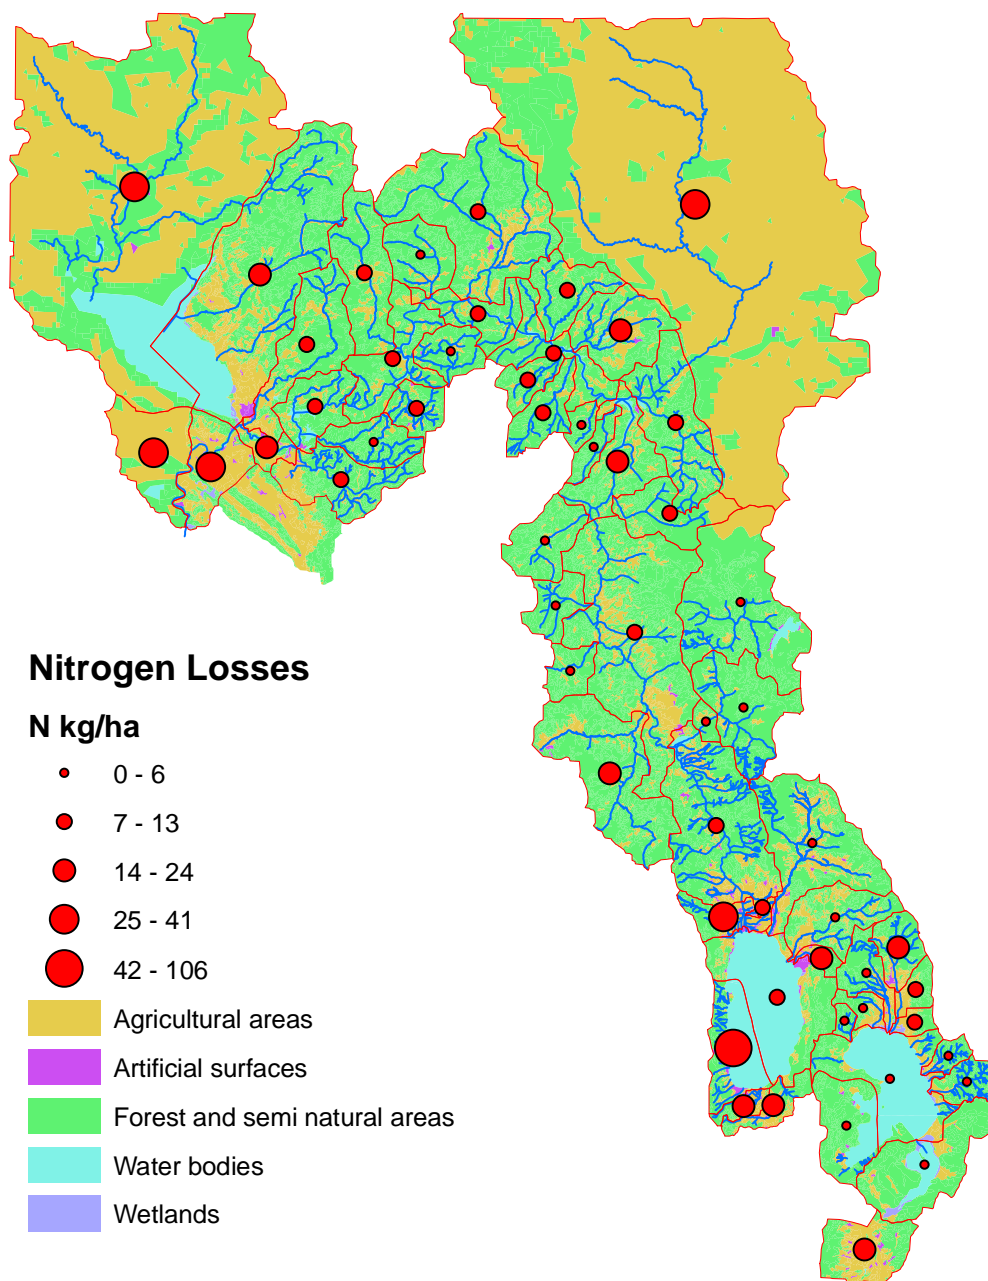 Nitrogen Losses
N kg/ha
0 - 6
7 - 13
14 - 24
25 - 41
42 - 106
Agricultural areas
Artificial surfaces
Forest and semi natural areas
Water bodies
Wetlands